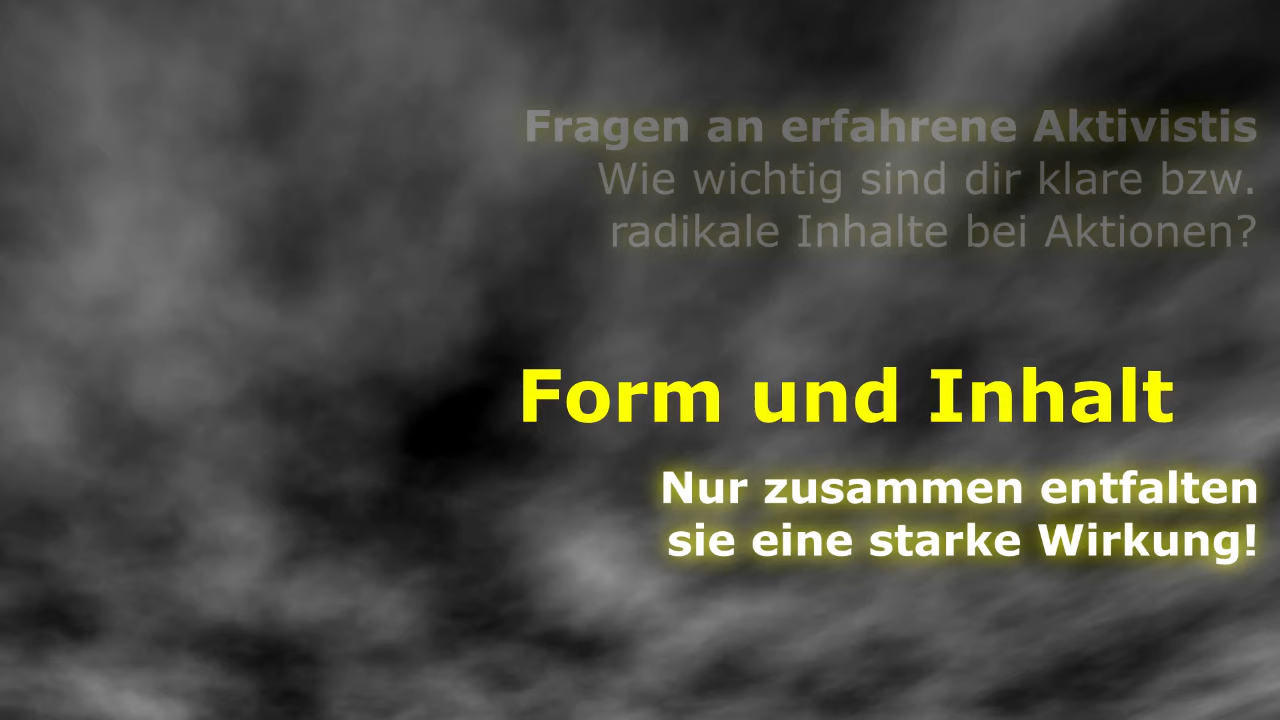 Fragen an erfahrene Aktivistis
Wie wichtig sind dir klare bzw.
radikale Inhalte bei Aktionen?
Form und Inhalt
Nur zusammen entfalten
sie eine starke Wirkung!